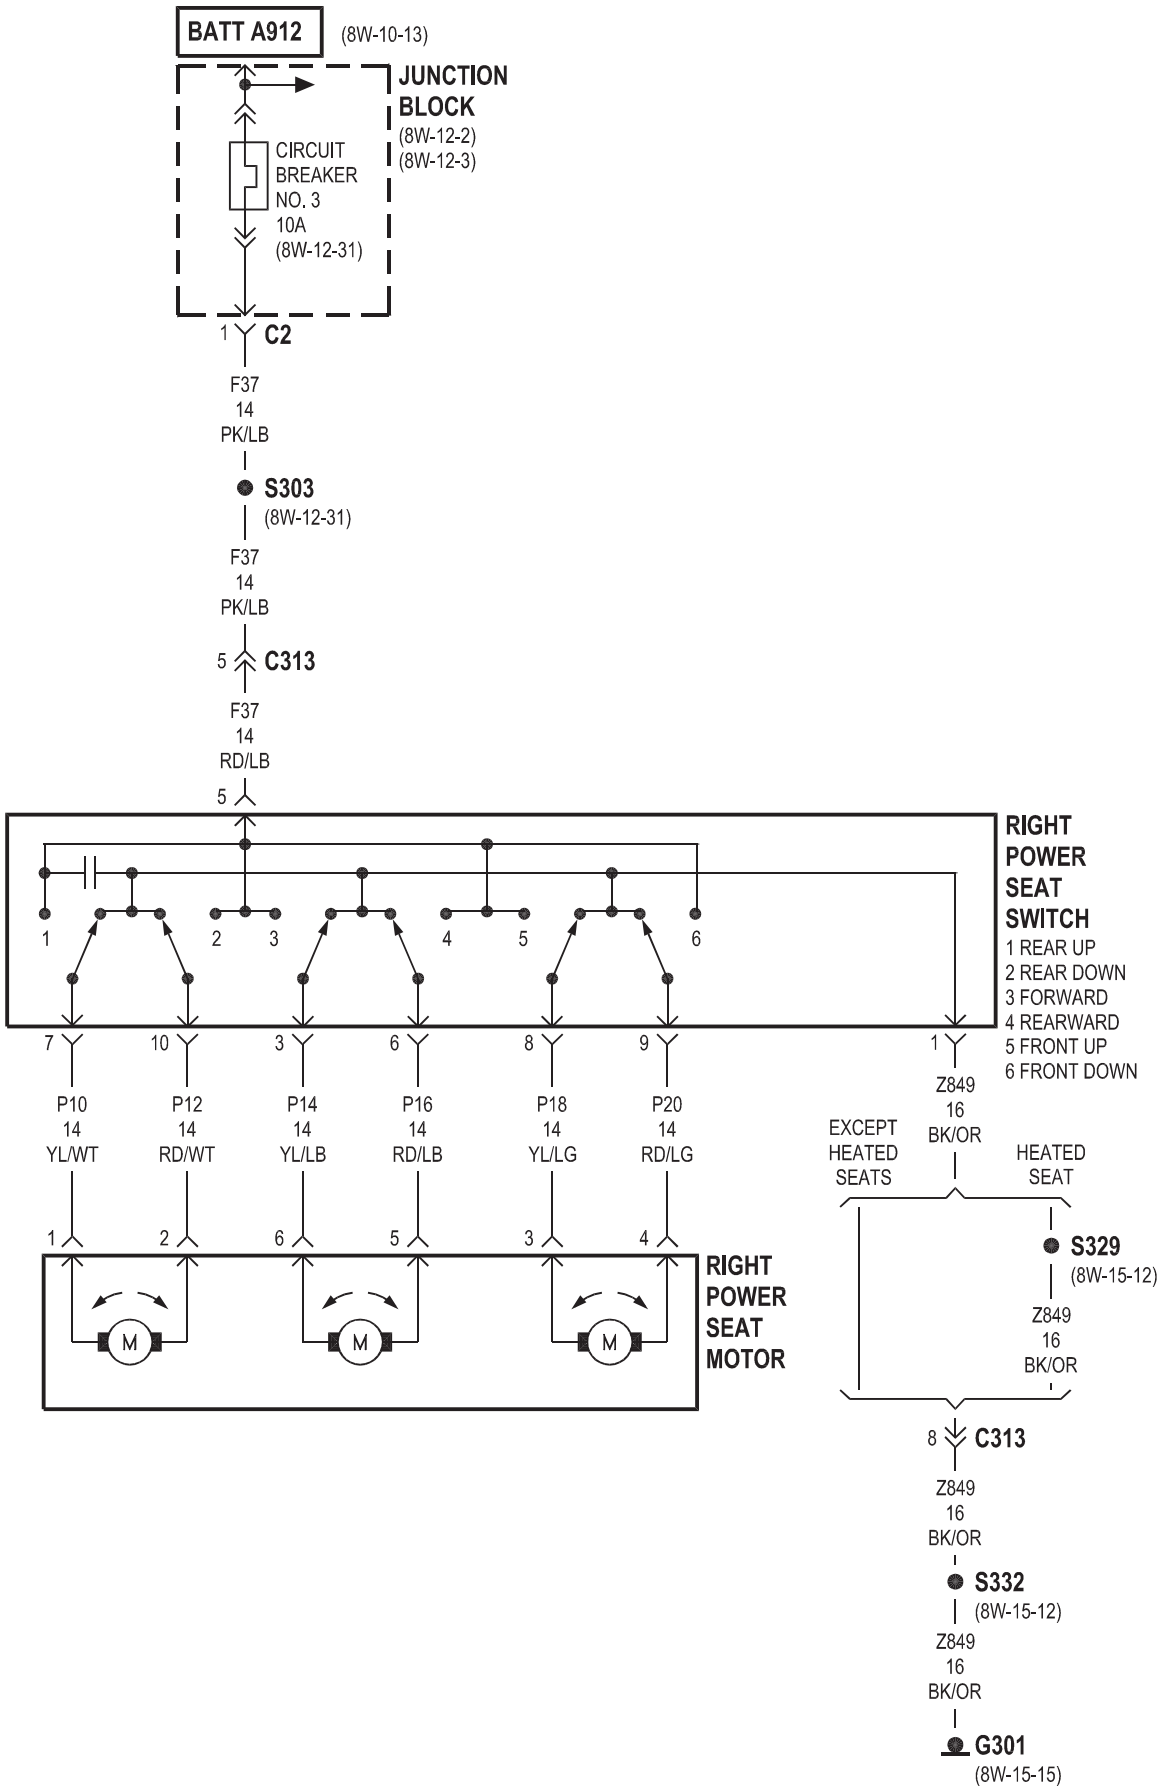 BATT A912 (8W-10-13)
JUNCTION
BLOCK
(8W-12-2)
(8W-12-3)
CIRCUIT
BREAKER
NO. 3
10A
(8W-12-31)
1 C2
F37
14
PK/LB
S303
(8W-12-31)
F37
14
PK/LB
5 C313
F37
14
RD/LB
5
RIGHT
POWER
SEAT
SWITCH
1 REAR UP
2 REAR DOWN
3 FORWARD
4 REARWARD
5 FRONT UP
6 FRONT DOWN
1 2 3 4 5 6
7 10 3 6 8 9 1
P10 P12 P14 P16 P18 P20
14 14 14 14 14 14
YL/WT RD/WT YL/LB RD/LB YL/LG RD/LG
Z849
16
BK/OR
EXCEPT
HEATED
SEATS
HEATED
SEAT
1 2 6 5 3 4
RIGHT
POWER
SEAT
MOTOR
M M M
S329
(8W-15-12)
Z849
16
BK/OR
8 C313
Z849
16
BK/OR
S332
(8W-15-12)
Z849
16
BK/OR
G301
(8W-15-15)